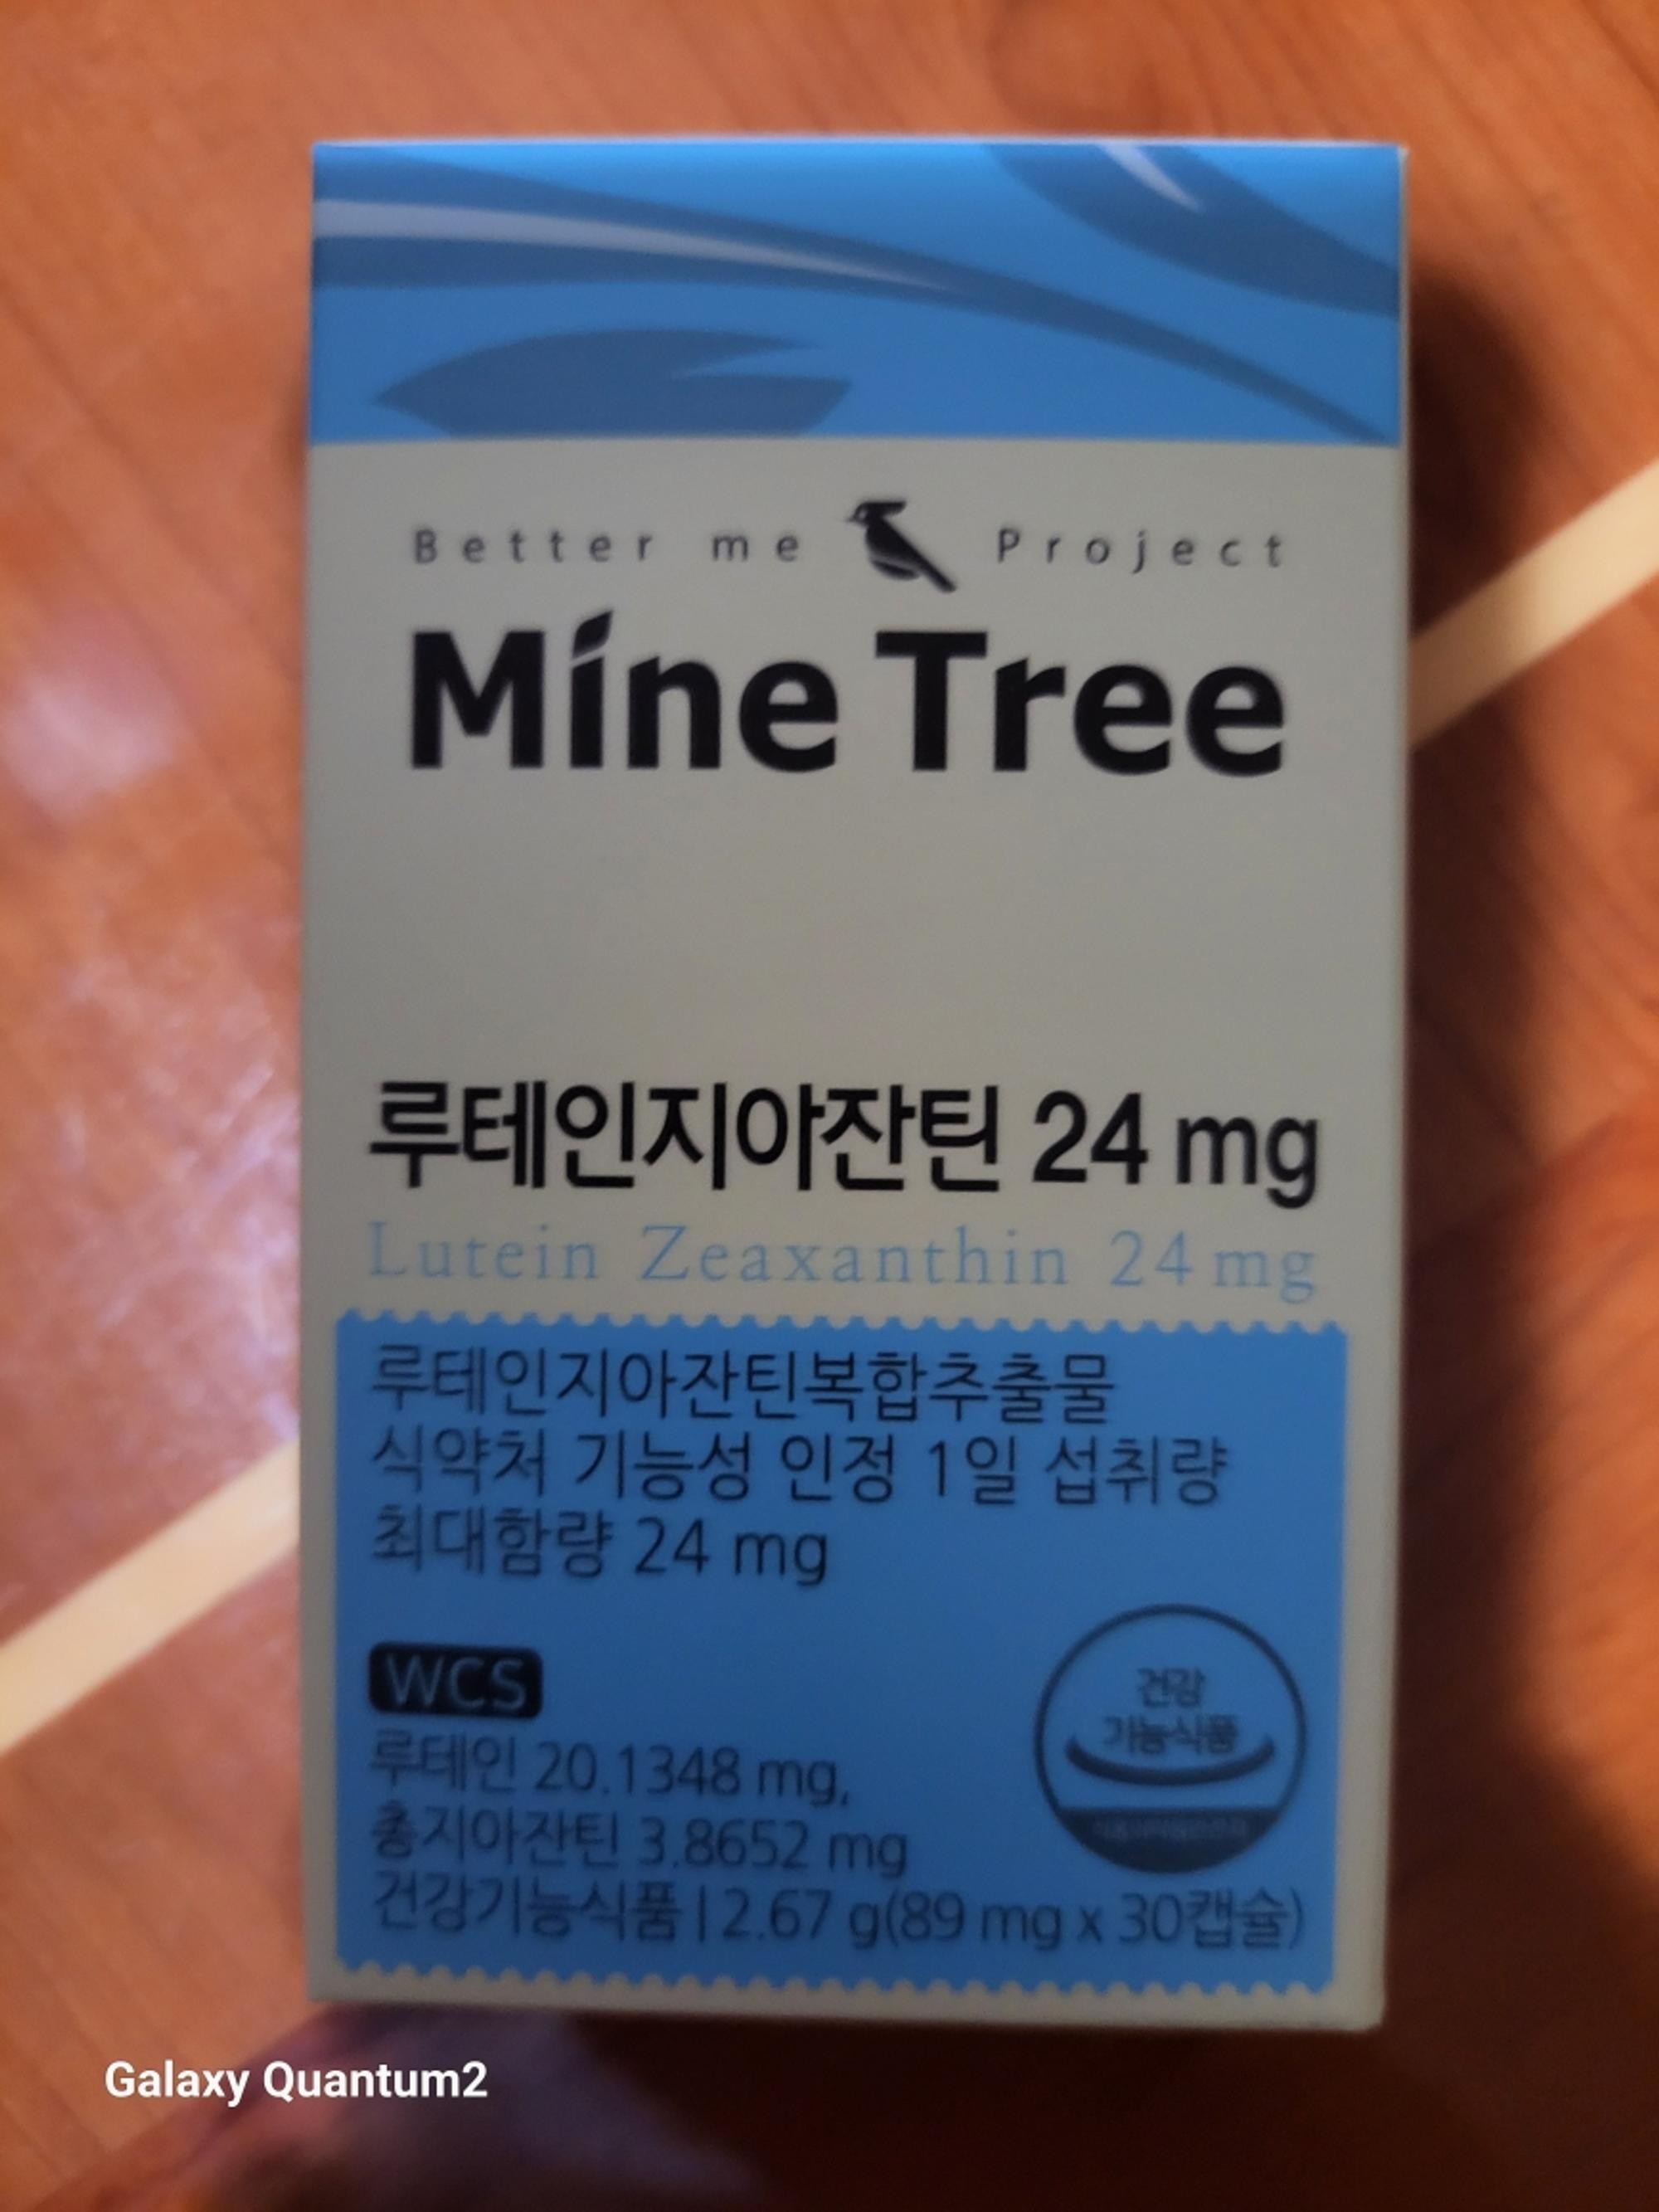 Better me Project
Mine Tree
루테인지아잔틴 24 mg
Lutein Zeaxanthin 24 mg
루테인지아잔틴복합추출물
식약처 기능성 인정 1일 섭취량
최대함량 24 mg
WCS
건강
기능식품
루테인 20.1348 mg,
총지아잔틴 3.8652 mg
건강기능식품 | 2.67 g(89 mg x 30캡슐)
Galaxy Quantum2